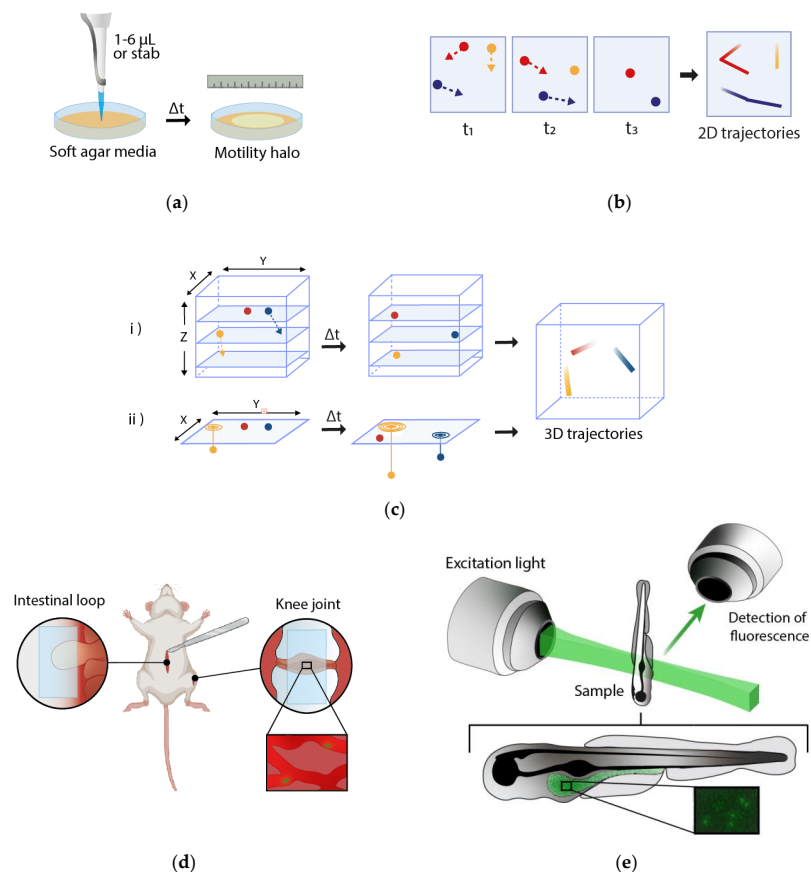 1-6 µL
or stab
Δt
Soft agar media
Motility halo
(a)
t1
t2
t3
2D trajectories
(b)
i )
X
Y
Z
Δt
ii )
X
Y
Δt
3D trajectories
(c)
Intestinal loop
Knee joint
(d)
Excitation light
Detection of
fluorescence
Sample
(e)